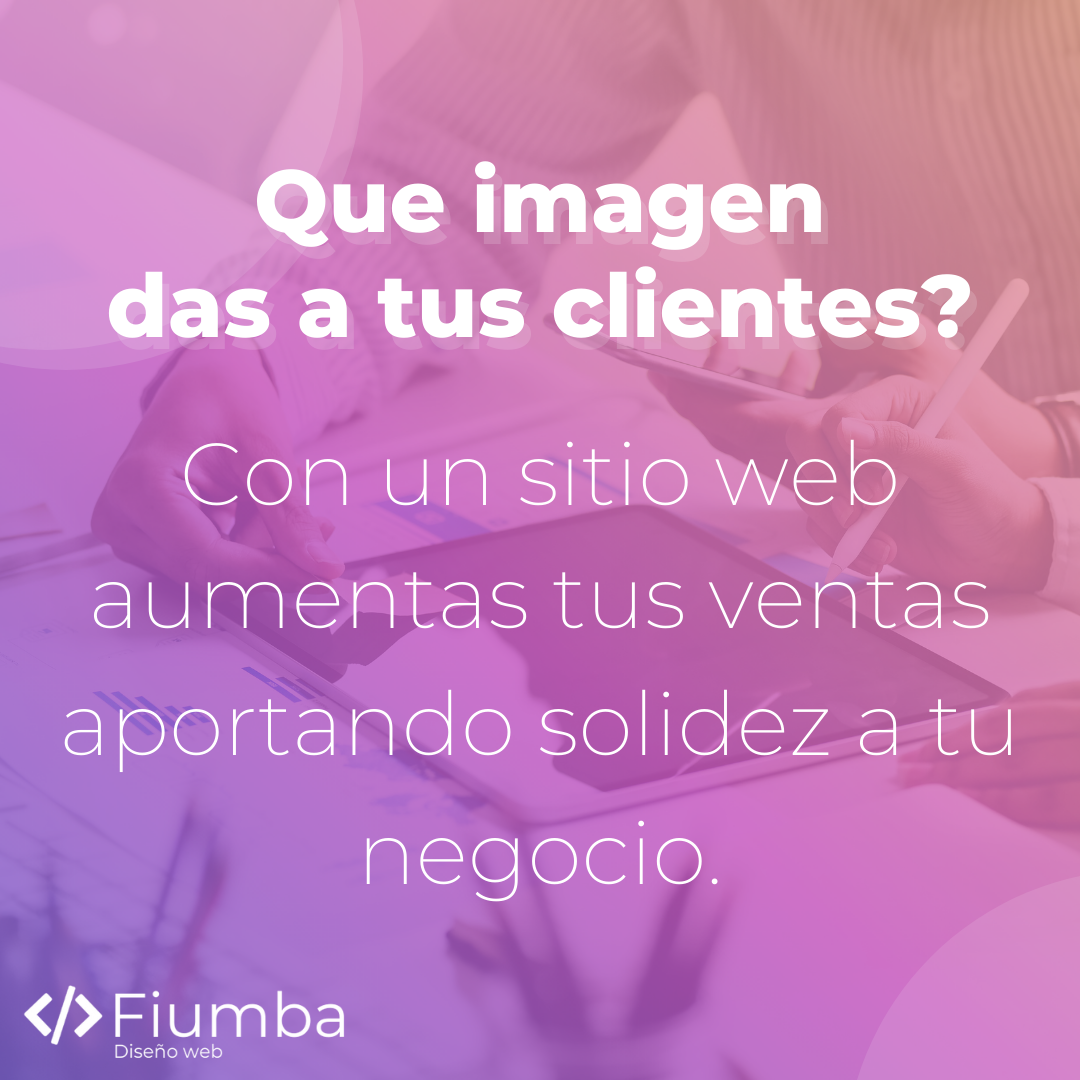 Que imagen
das a tus clientes?
Con un sitio web
aumentas tus ventas
aportando solidez a tu
negocio.
</> Fiumba
Diseño web